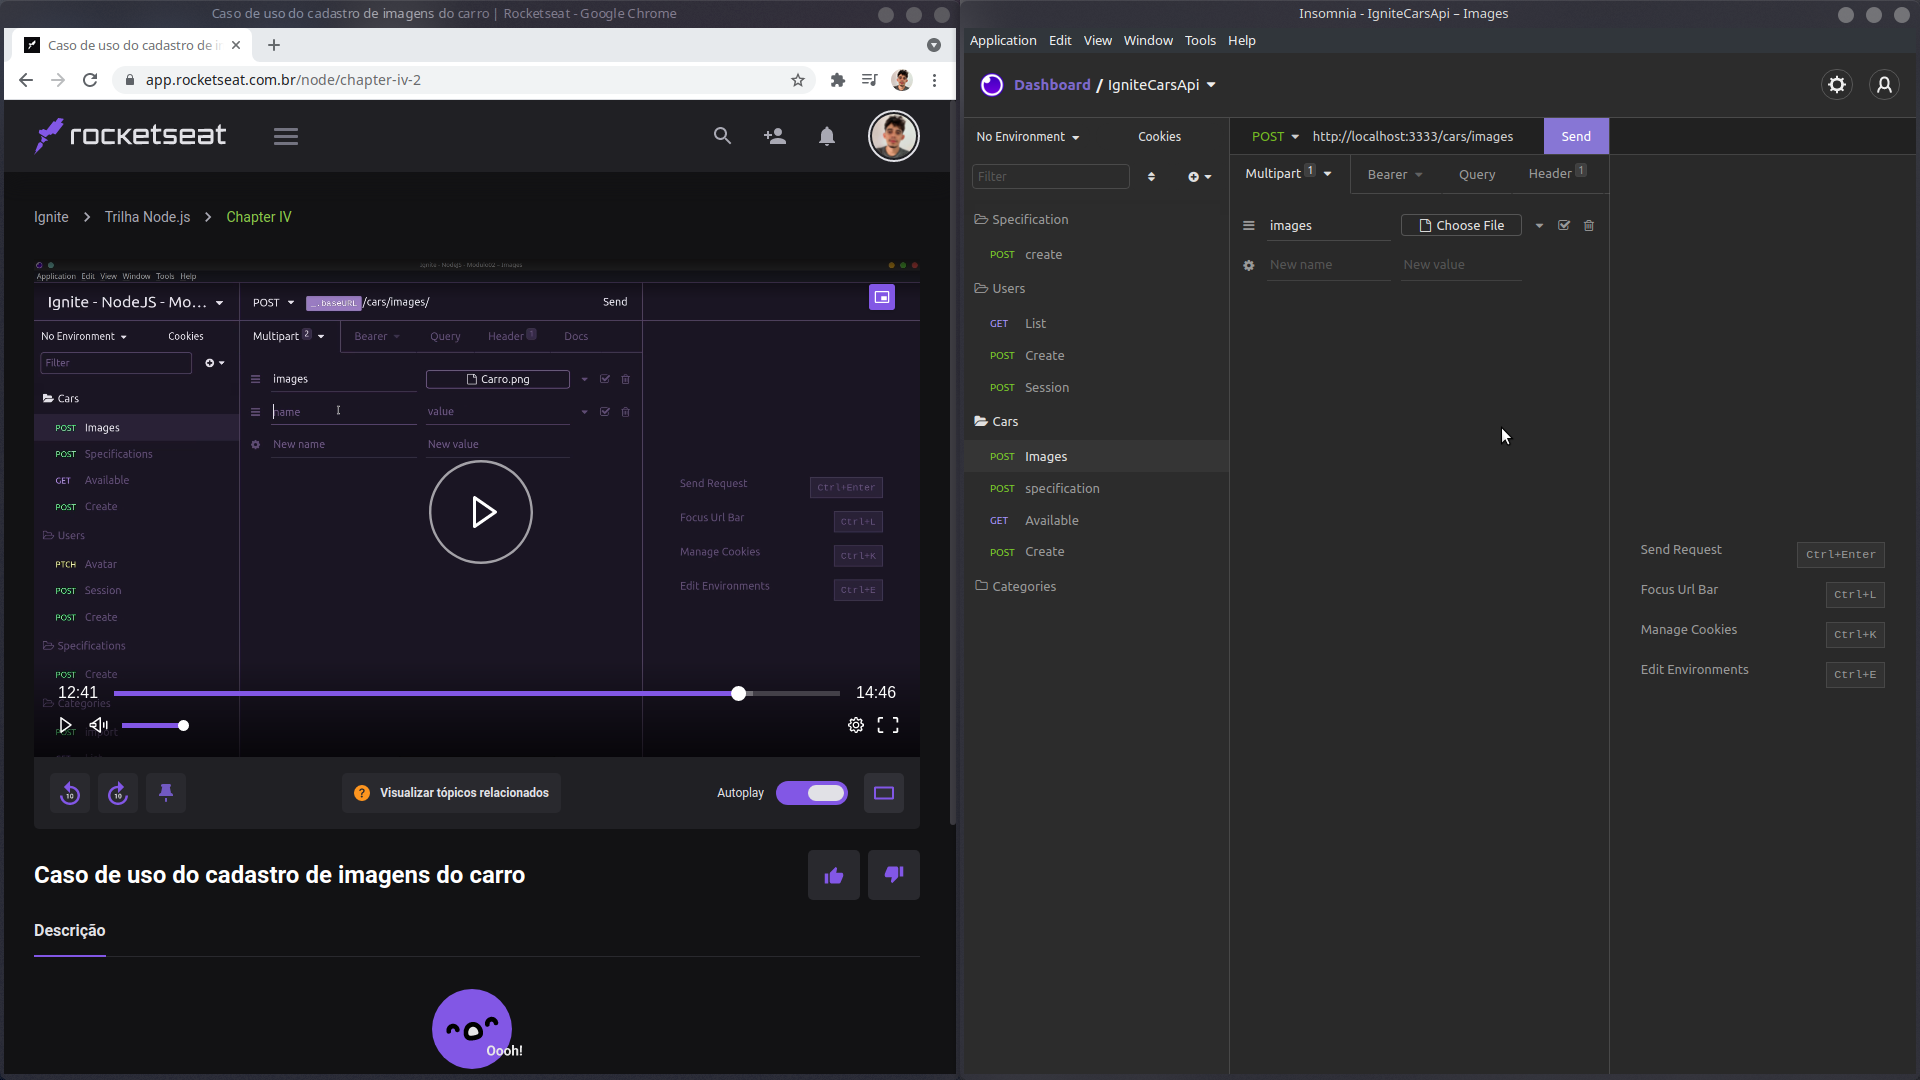 Caso de uso do cadastro de imagens do carro | Rocketseat - Google Chrome
Caso de uso do cadastro de i
app.rocketseat.com.br/node/chapter-iv-2
rocketseat
Ignite > Trilha Node.js > Chapter IV
Ignite - NodeJS - Modulo02 – Images
Application Edit View Window Tools Help
Ignite - NodeJS - Mo...
POST _.baseURL /cars/images/ Send
No Environment Cookies
Multipart 2 Bearer Query Header 1 Docs
Filter
images Carro.png
Cars
name value
POST Images
New name New value
POST Specifications
GET Available
POST Create
Send Request Ctrl+Enter
Focus Url Bar Ctrl+L
Users
Manage Cookies Ctrl+K
PTCH Avatar
Edit Environments Ctrl+E
POST Session
POST Create
Specifications
POST Create
12:41 14:46
Categories
POST Import
10 10
? Visualizar tópicos relacionados
Autoplay
Caso de uso do cadastro de imagens do carro
Descrição
Oooh!
Insomnia - IgniteCarsApi – Images
Application Edit View Window Tools Help
Dashboard / IgniteCarsApi
No Environment Cookies
POST http://localhost:3333/cars/images Send
Filter
Multipart 1 Bearer Query Header 1
Specification
images Choose File
POST create
New name New value
Users
GET List
POST Create
POST Session
Cars
POST Images
POST specification
GET Available
POST Create
Categories
Send Request Ctrl+Enter
Focus Url Bar Ctrl+L
Manage Cookies Ctrl+K
Edit Environments Ctrl+E